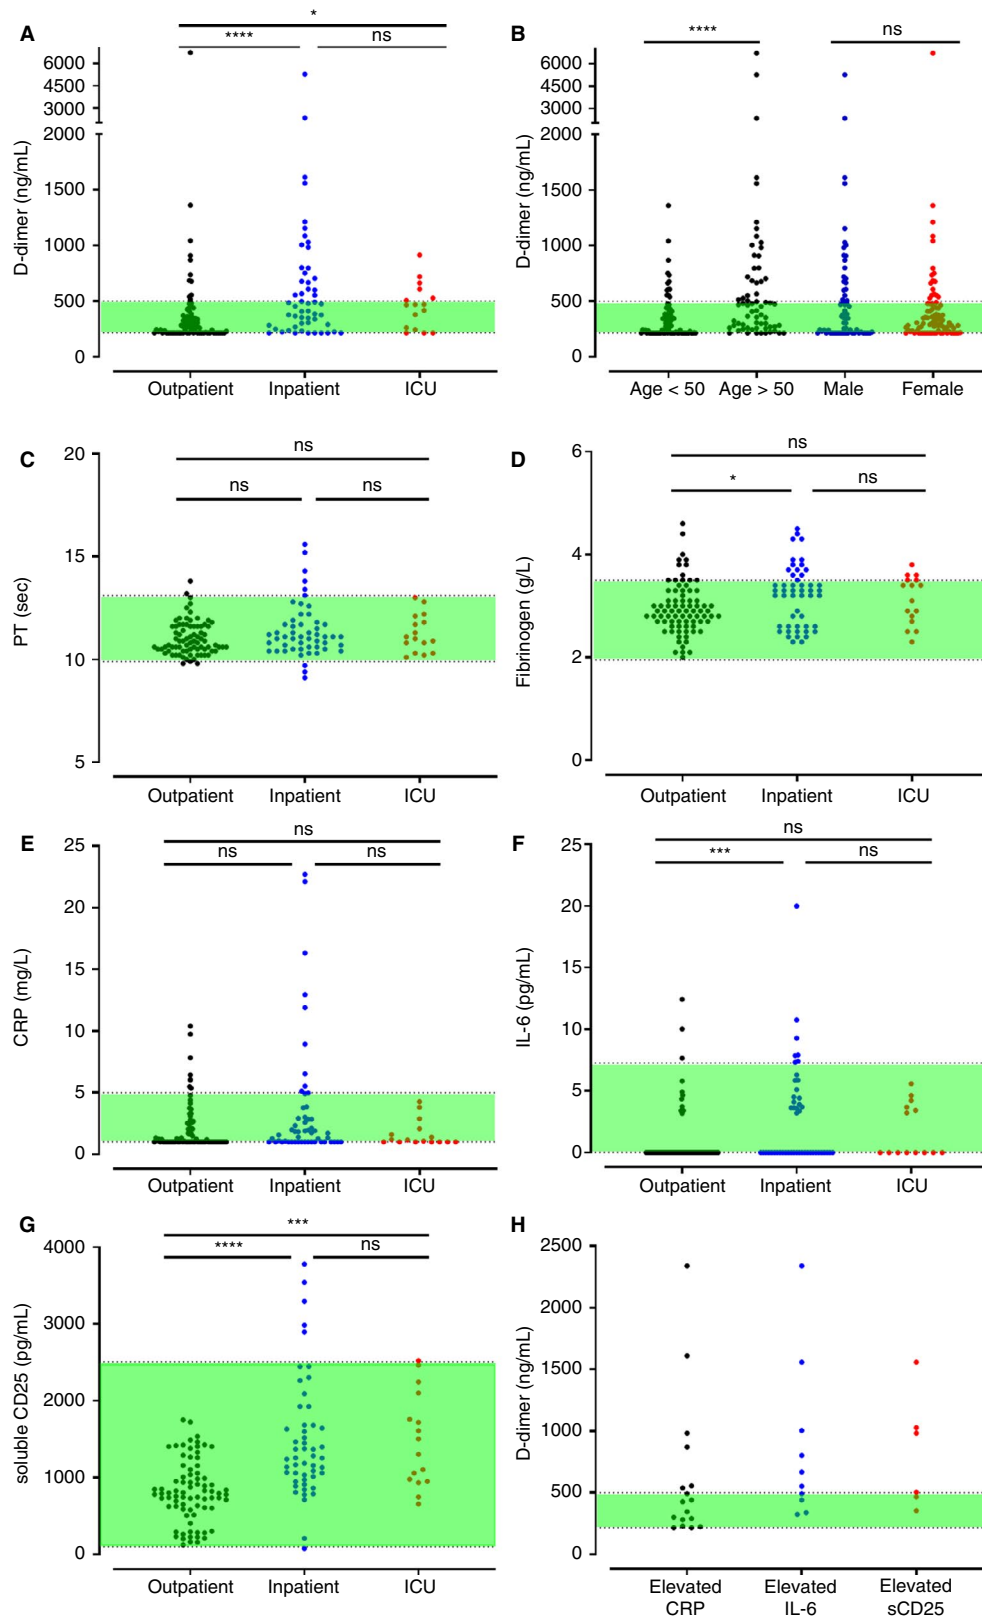 A
*
****
ns
6000
4500
3000
2000
1500
1000
500
0
D-dimer (ng/mL)
Outpatient Inpatient ICU
B
****
ns
6000
4500
3000
2000
1500
1000
500
0
D-dimer (ng/mL)
Age < 50 Age > 50 Male Female
C
ns
ns
ns
20
15
10
5
PT (sec)
Outpatient Inpatient ICU
D
ns
*
ns
6
4
2
0
Fibrinogen (g/L)
Outpatient Inpatient ICU
E
ns
ns
ns
25
20
15
10
5
0
CRP (mg/L)
Outpatient Inpatient ICU
F
ns
***
ns
25
20
15
10
5
0
IL-6 (pg/mL)
Outpatient Inpatient ICU
G
***
****
ns
4000
3000
2000
1000
0
soluble CD25 (pg/mL)
Outpatient Inpatient ICU
H
2500
2000
1500
1000
500
0
D-dimer (ng/mL)
Elevated Elevated Elevated
CRP IL-6 sCD25